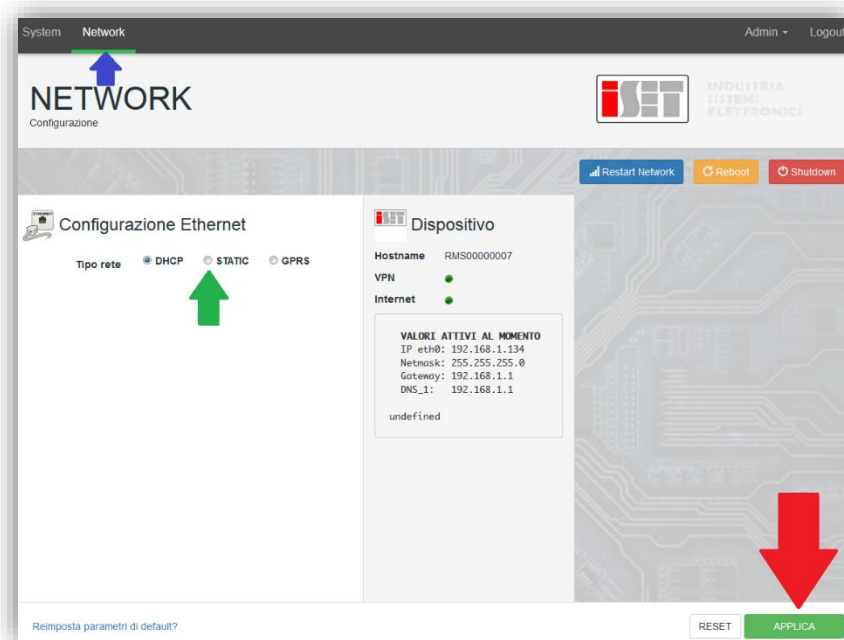 System Network Admin Logout
NETWORK
Configurazione
iSET
INDUSTRIA
SISTEMI
ELETTRONICI
Restart Network Reboot Shutdown
ETHERNET
Configurazione Ethernet
Tipo rete DHCP STATIC GPRS
iSET Dispositivo
Hostname RMS00000007
VPN
Internet
VALORI ATTIVI AL MOMENTO
IP eth0: 192.168.1.134
Netmask: 255.255.255.0
Gateway: 192.168.1.1
DNS_1: 192.168.1.1
undefined
Reimposta parametri di default? RESET APPLICA